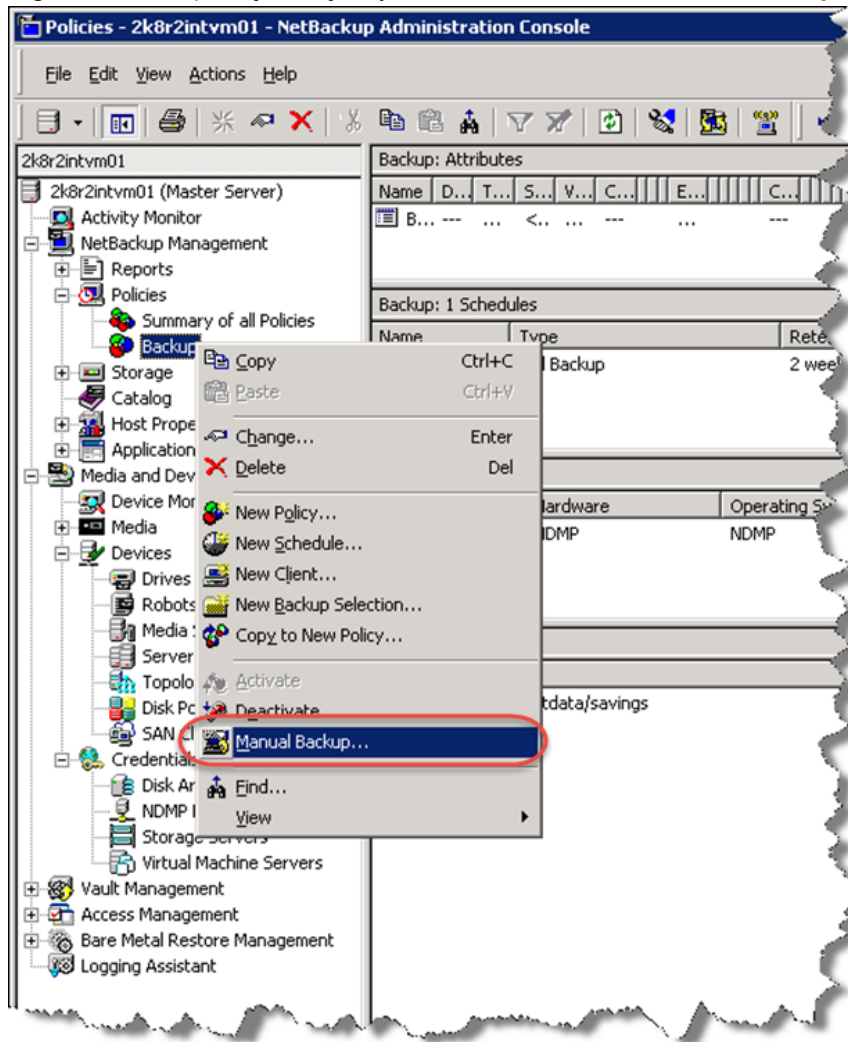 Policies - 2k8r2intvm01 - NetBackup Administration Console
File Edit View Actions Help
2k8r2intvm01
2k8r2intvm01 (Master Server)
Activity Monitor
NetBackup Management
Reports
Policies
Summary of all Policies
Backup
Storage
Catalog
Host Prope
Application
Media and Dev
Device Mor
Media
Devices
Drives
Robots
Media
Server
Topolo
Disk Po
SAN Cl
Credential
Disk Ar
NDMP
Storage Servers
Virtual Machine Servers
Vault Management
Access Management
Bare Metal Restore Management
Logging Assistant
Backup: Attributes
Name D... T... S... V... C... E... C...
B... --- ... <.. ... --- ... ---
Backup: 1 Schedules
Name Type Rete
l Backup 2 wee
Hardware Operating Sy
NDMP NDMP
tdata/savings
Copy Ctrl+C
Paste Ctrl+V
Change... Enter
Delete Del
New Policy...
New Schedule...
New Client...
New Backup Selection...
Copy to New Policy...
Activate
Deactivate
Manual Backup...
Find...
View